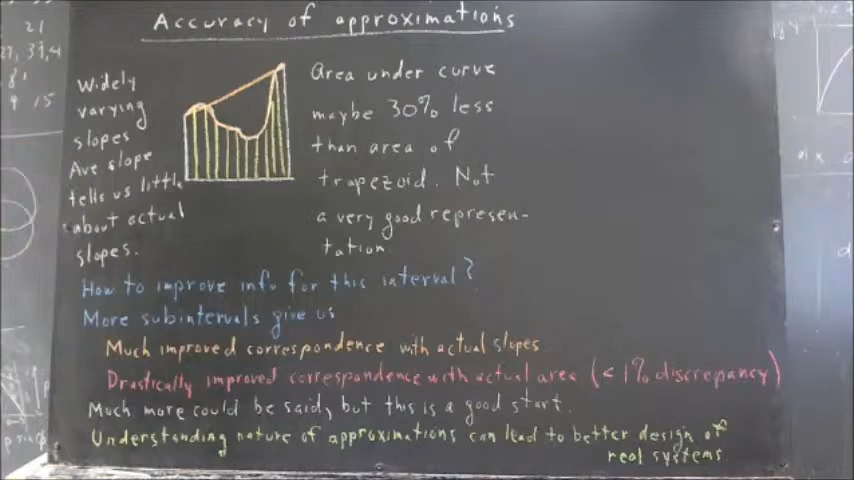 Accuracy of approximations
Widely
varying
slopes
Ave slope
tells us little
about actual
slopes.
Area under curve
maybe 30% less
than area of
trapezoid. Not
a very good represen-
tation.
How to improve info for this interval?
More subintervals give us
Much improved correspondence with actual slopes
Drastically improved correspondence with actual area (< 1% discrepancy)
Much more could be said, but this is a good start.
Understanding nature of approximations can lead to better design of
real systems.
21
15